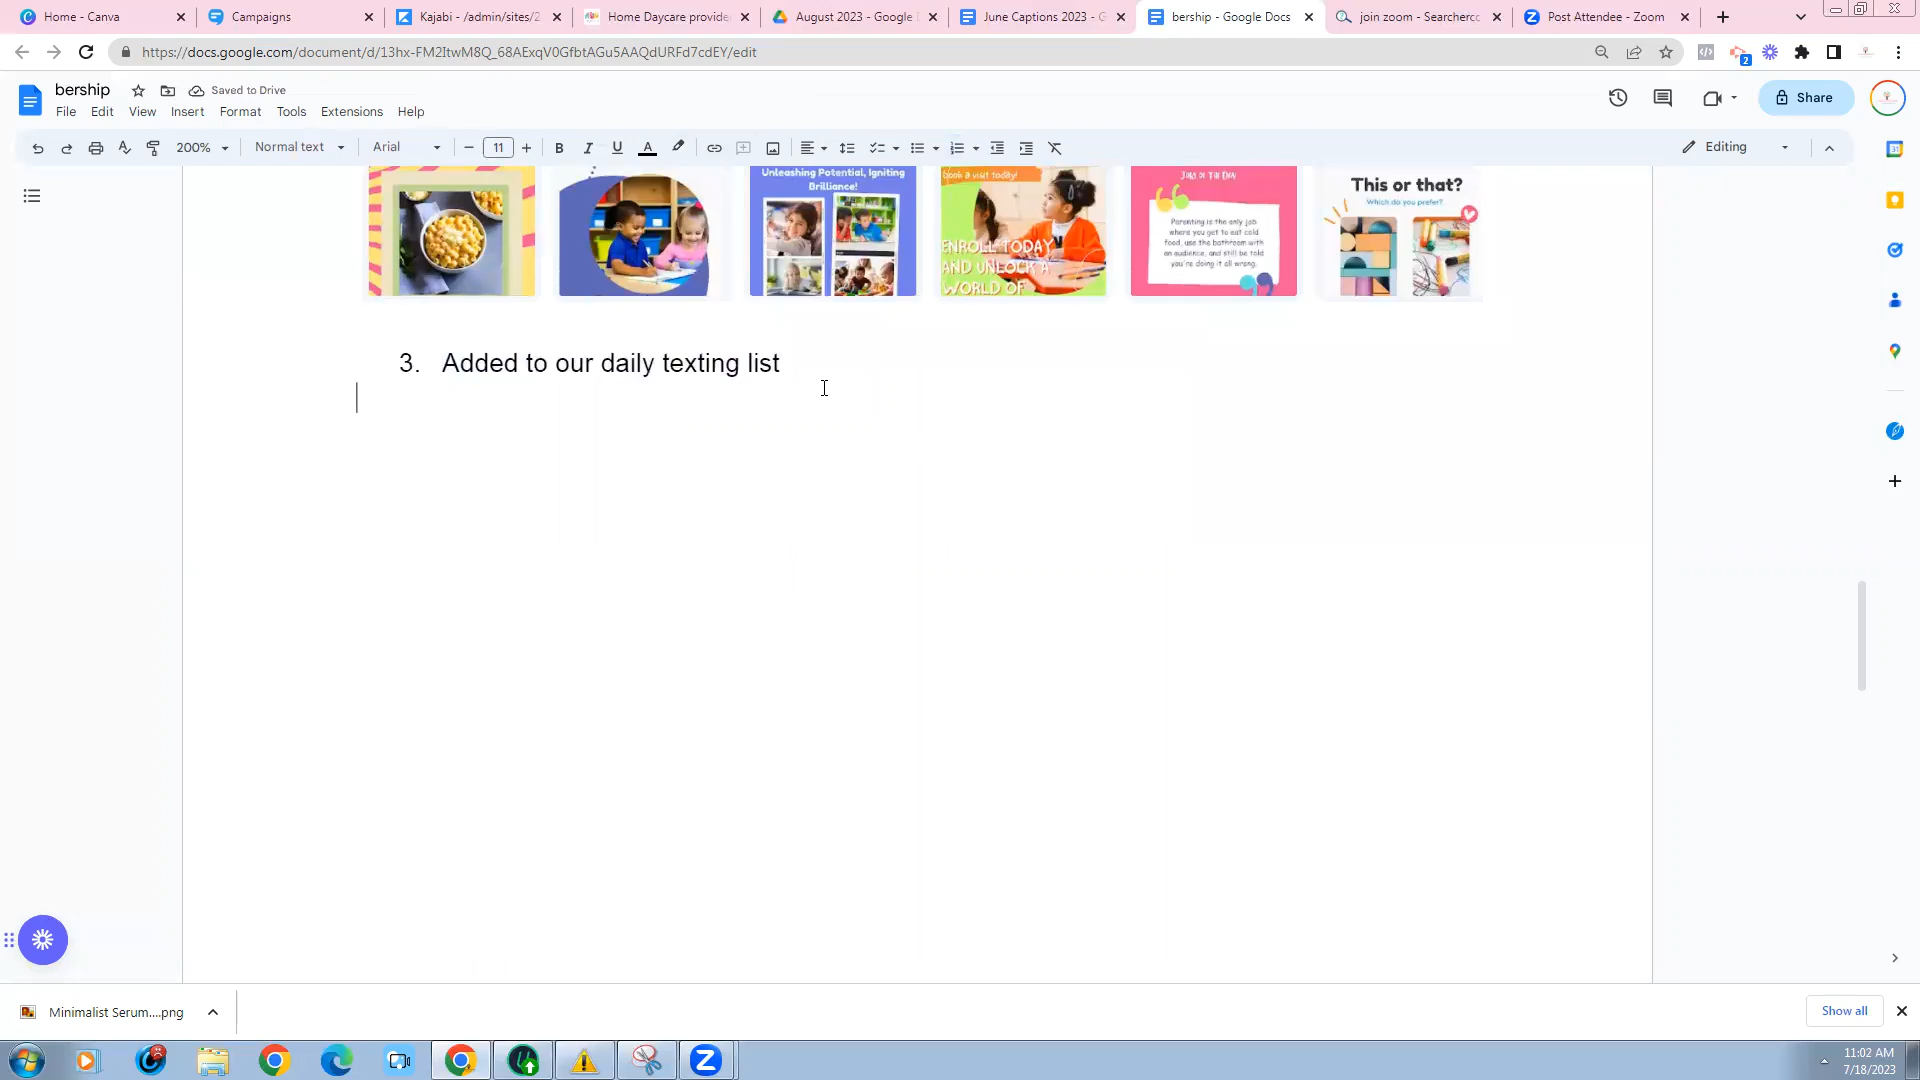 Home - Canva
Campaigns
Kajabi - /admin/sites/2
Home Daycare provide
August 2023 - Google
June Captions 2023 - G
bership - Google Docs
join zoom - Searcherco
Post Attendee - Zoom
https://docs.google.com/document/d/13hx-FM2ItwM8Q_68AExqV0GfbtAGu5AAQdURFd7cdEY/edit
2
bership
Saved to Drive
File Edit View Insert Format Tools Extensions Help
Share
200% Normal text Arial 11 B I U A Editing
Unleashing Potential, Igniting
Brilliance!
Book a visit today!
ENROLL TODAY
AND UNLOCK A
WORLD OF
Parenting is the only job
where you get to eat cold
food, use the bathroom with
an audience, and still be told
you're doing it all wrong.
This or that?
Which do you prefer?
3. Added to our daily texting list
Minimalist Serum....png
Show all
11:02 AM
7/18/2023